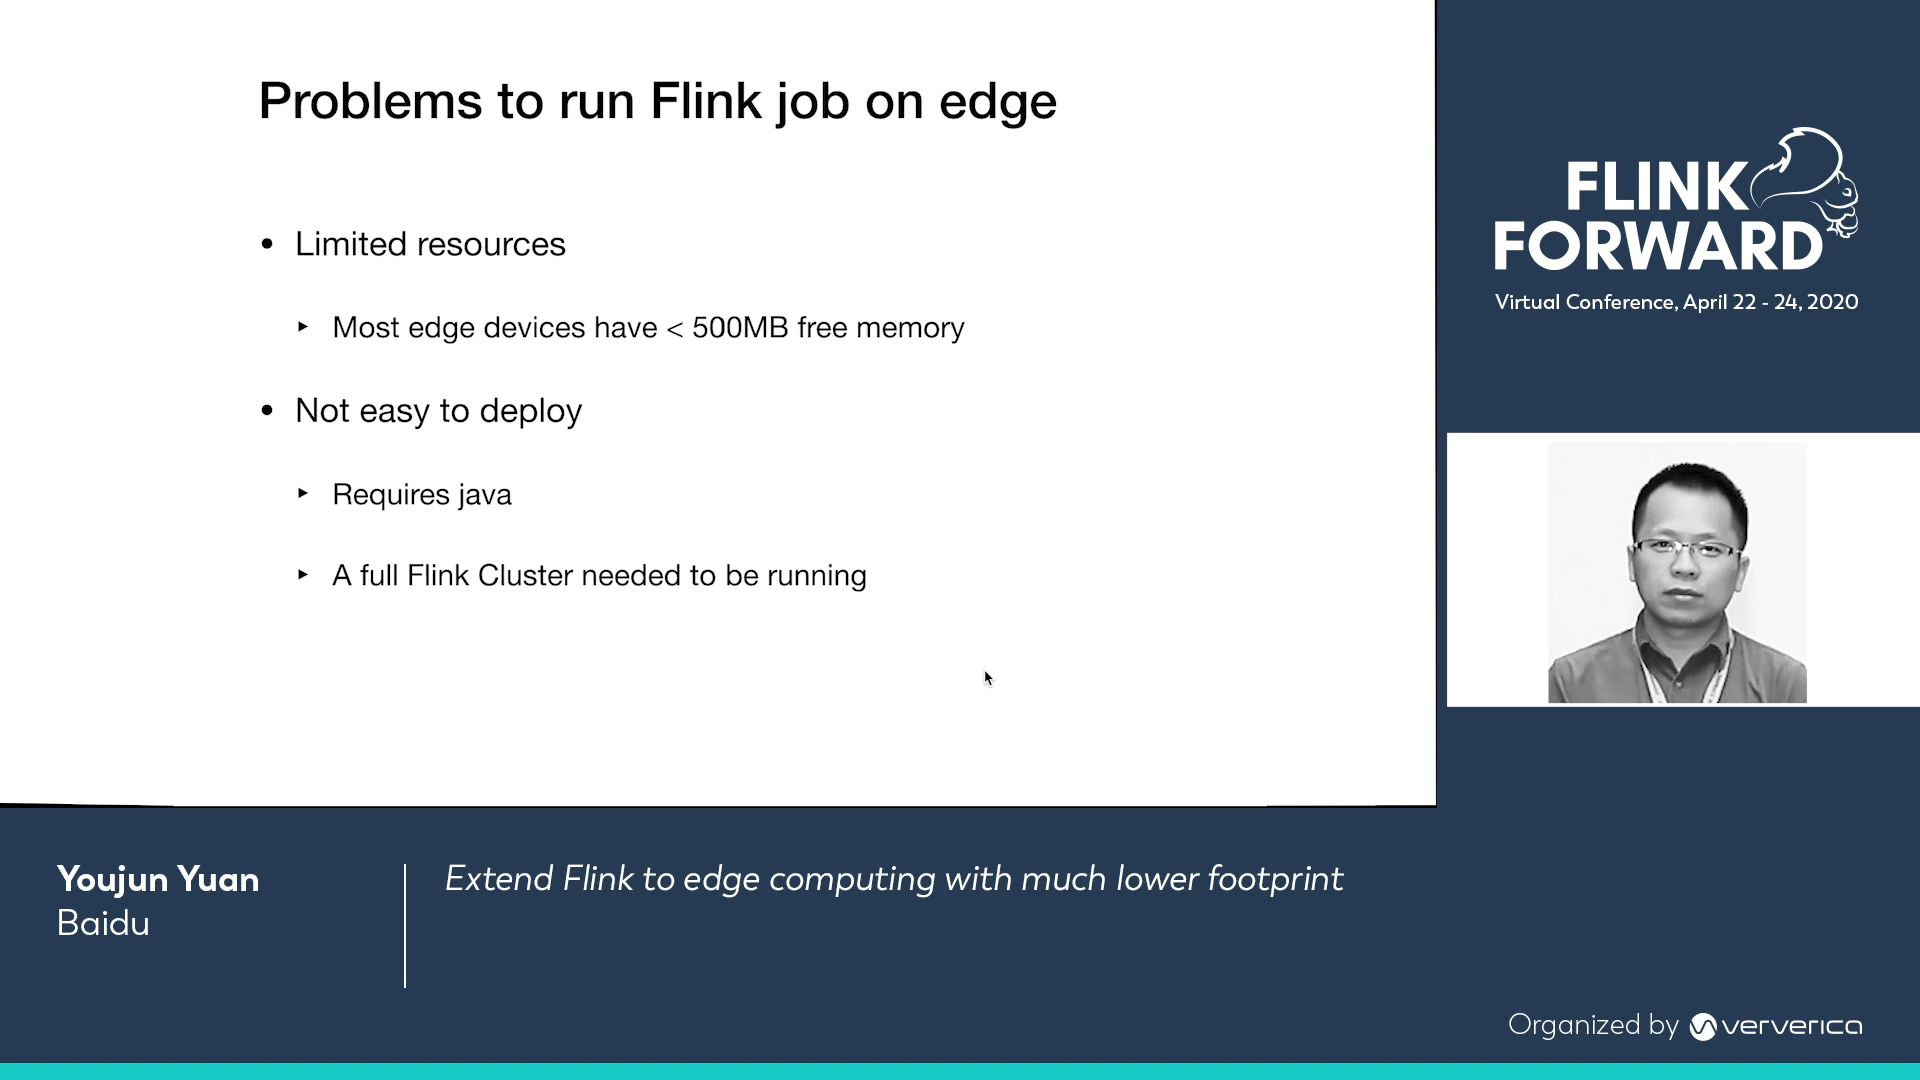 Problems to run Flink job on edge
• Limited resources
‣ Most edge devices have < 500MB free memory
• Not easy to deploy
‣ Requires java
‣ A full Flink Cluster needed to be running
FLINK
FORWARD
Virtual Conference, April 22 - 24, 2020
Youjun Yuan
Baidu
Extend Flink to edge computing with much lower footprint
Organized by ververica